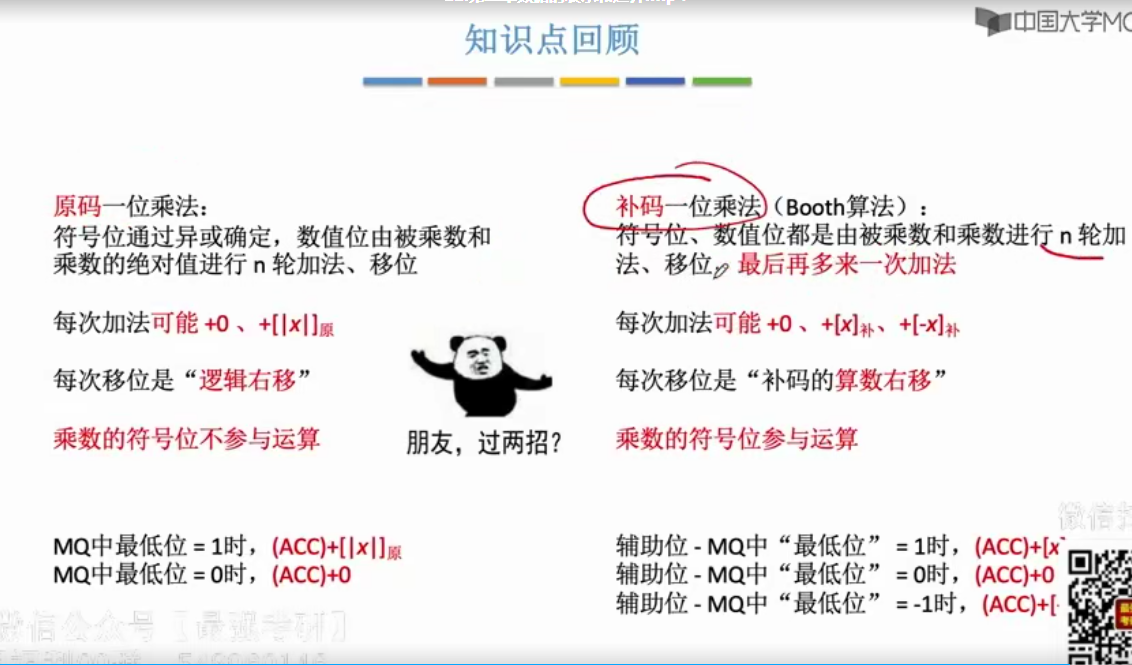 知识点回顾
中国大学MO
原码一位乘法：
符号位通过异或确定，数值位由被乘数和
乘数的绝对值进行 n 轮加法、移位
每次加法可能 +0 、+[|x|]原
每次移位是“逻辑右移”
乘数的符号位不参与运算
MQ中最低位 = 1时，(ACC)+[|x|]原
MQ中最低位 = 0时，(ACC)+0
朋友，过两招？
补码一位乘法（Booth算法）：
符号位、数值位都是由被乘数和乘数进行 n 轮加
法、移位，最后再多来一次加法
每次加法可能 +0 、+[x]补、+[-x]补
每次移位是“补码的算数右移”
乘数的符号位参与运算
辅助位 - MQ中“最低位” = 1时，(ACC)+[x
辅助位 - MQ中“最低位” = 0时，(ACC)+0
辅助位 - MQ中“最低位” = -1时，(ACC)+[-
微信扫
微信公众号【最强考研】